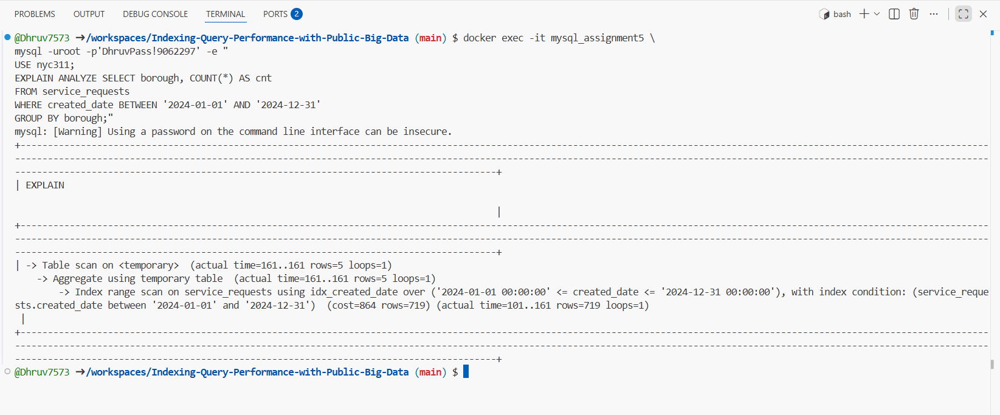 PROBLEMS OUTPUT DEBUG CONSOLE TERMINAL PORTS 2 bash
@Dhruv7573 →/workspaces/Indexing-Query-Performance-with-Public-Big-Data (main) $ docker exec -it mysql_assignment5 \
mysql -uroot -p'DhruvPass!9062297' -e "
USE nyc311;
EXPLAIN ANALYZE SELECT borough, COUNT(*) AS cnt
FROM service_requests
WHERE created_date BETWEEN '2024-01-01' AND '2024-12-31'
GROUP BY borough;"
mysql: [Warning] Using a password on the command line interface can be insecure.
| EXPLAIN
|
| -> Table scan on <temporary>  (actual time=161..161 rows=5 loops=1)
-> Aggregate using temporary table  (actual time=161..161 rows=5 loops=1)
-> Index range scan on service_requests using idx_created_date over ('2024-01-01 00:00:00' <= created_date <= '2024-12-31 00:00:00'), with index condition: (service_reque
sts.created_date between '2024-01-01' and '2024-12-31')  (cost=864 rows=719) (actual time=101..161 rows=719 loops=1)
|
@Dhruv7573 →/workspaces/Indexing-Query-Performance-with-Public-Big-Data (main) $